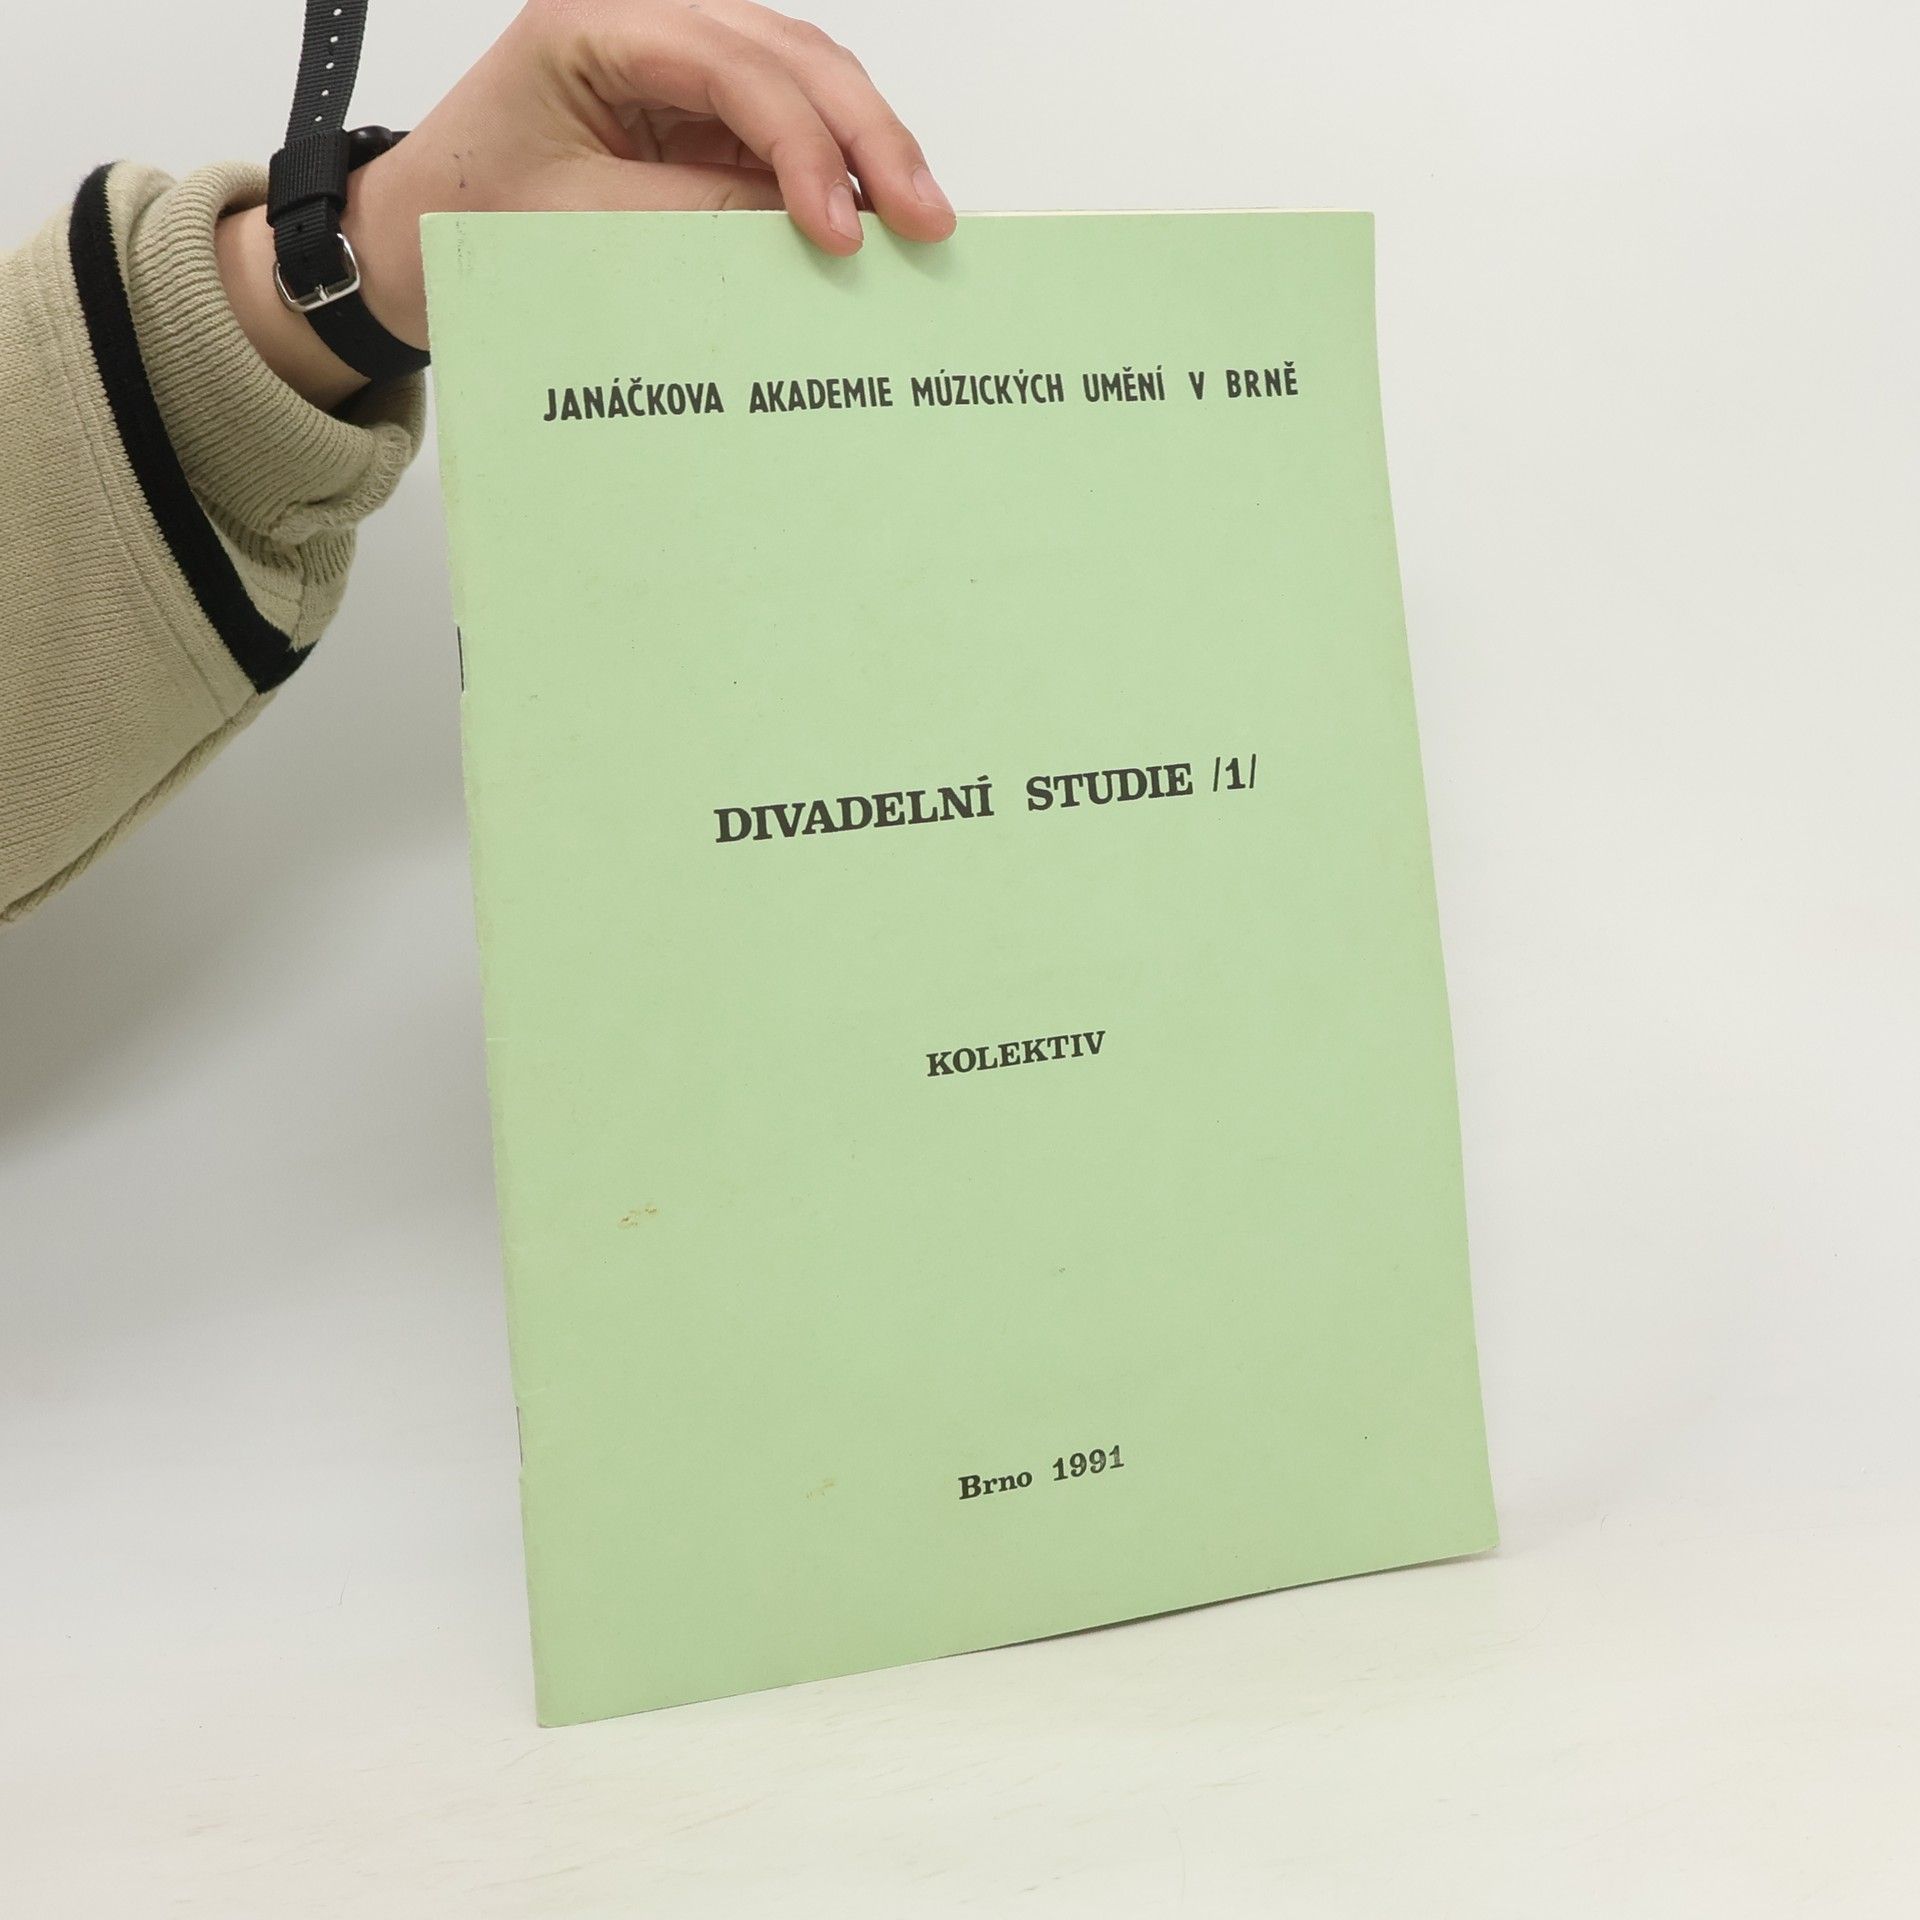 JANÁČKOVA AKADEMIE MÚZICKÝCH UMĚNÍ V BRNĚ
DIVADELNÍ STUDIE /1/
KOLEKTIV
Brno 1991